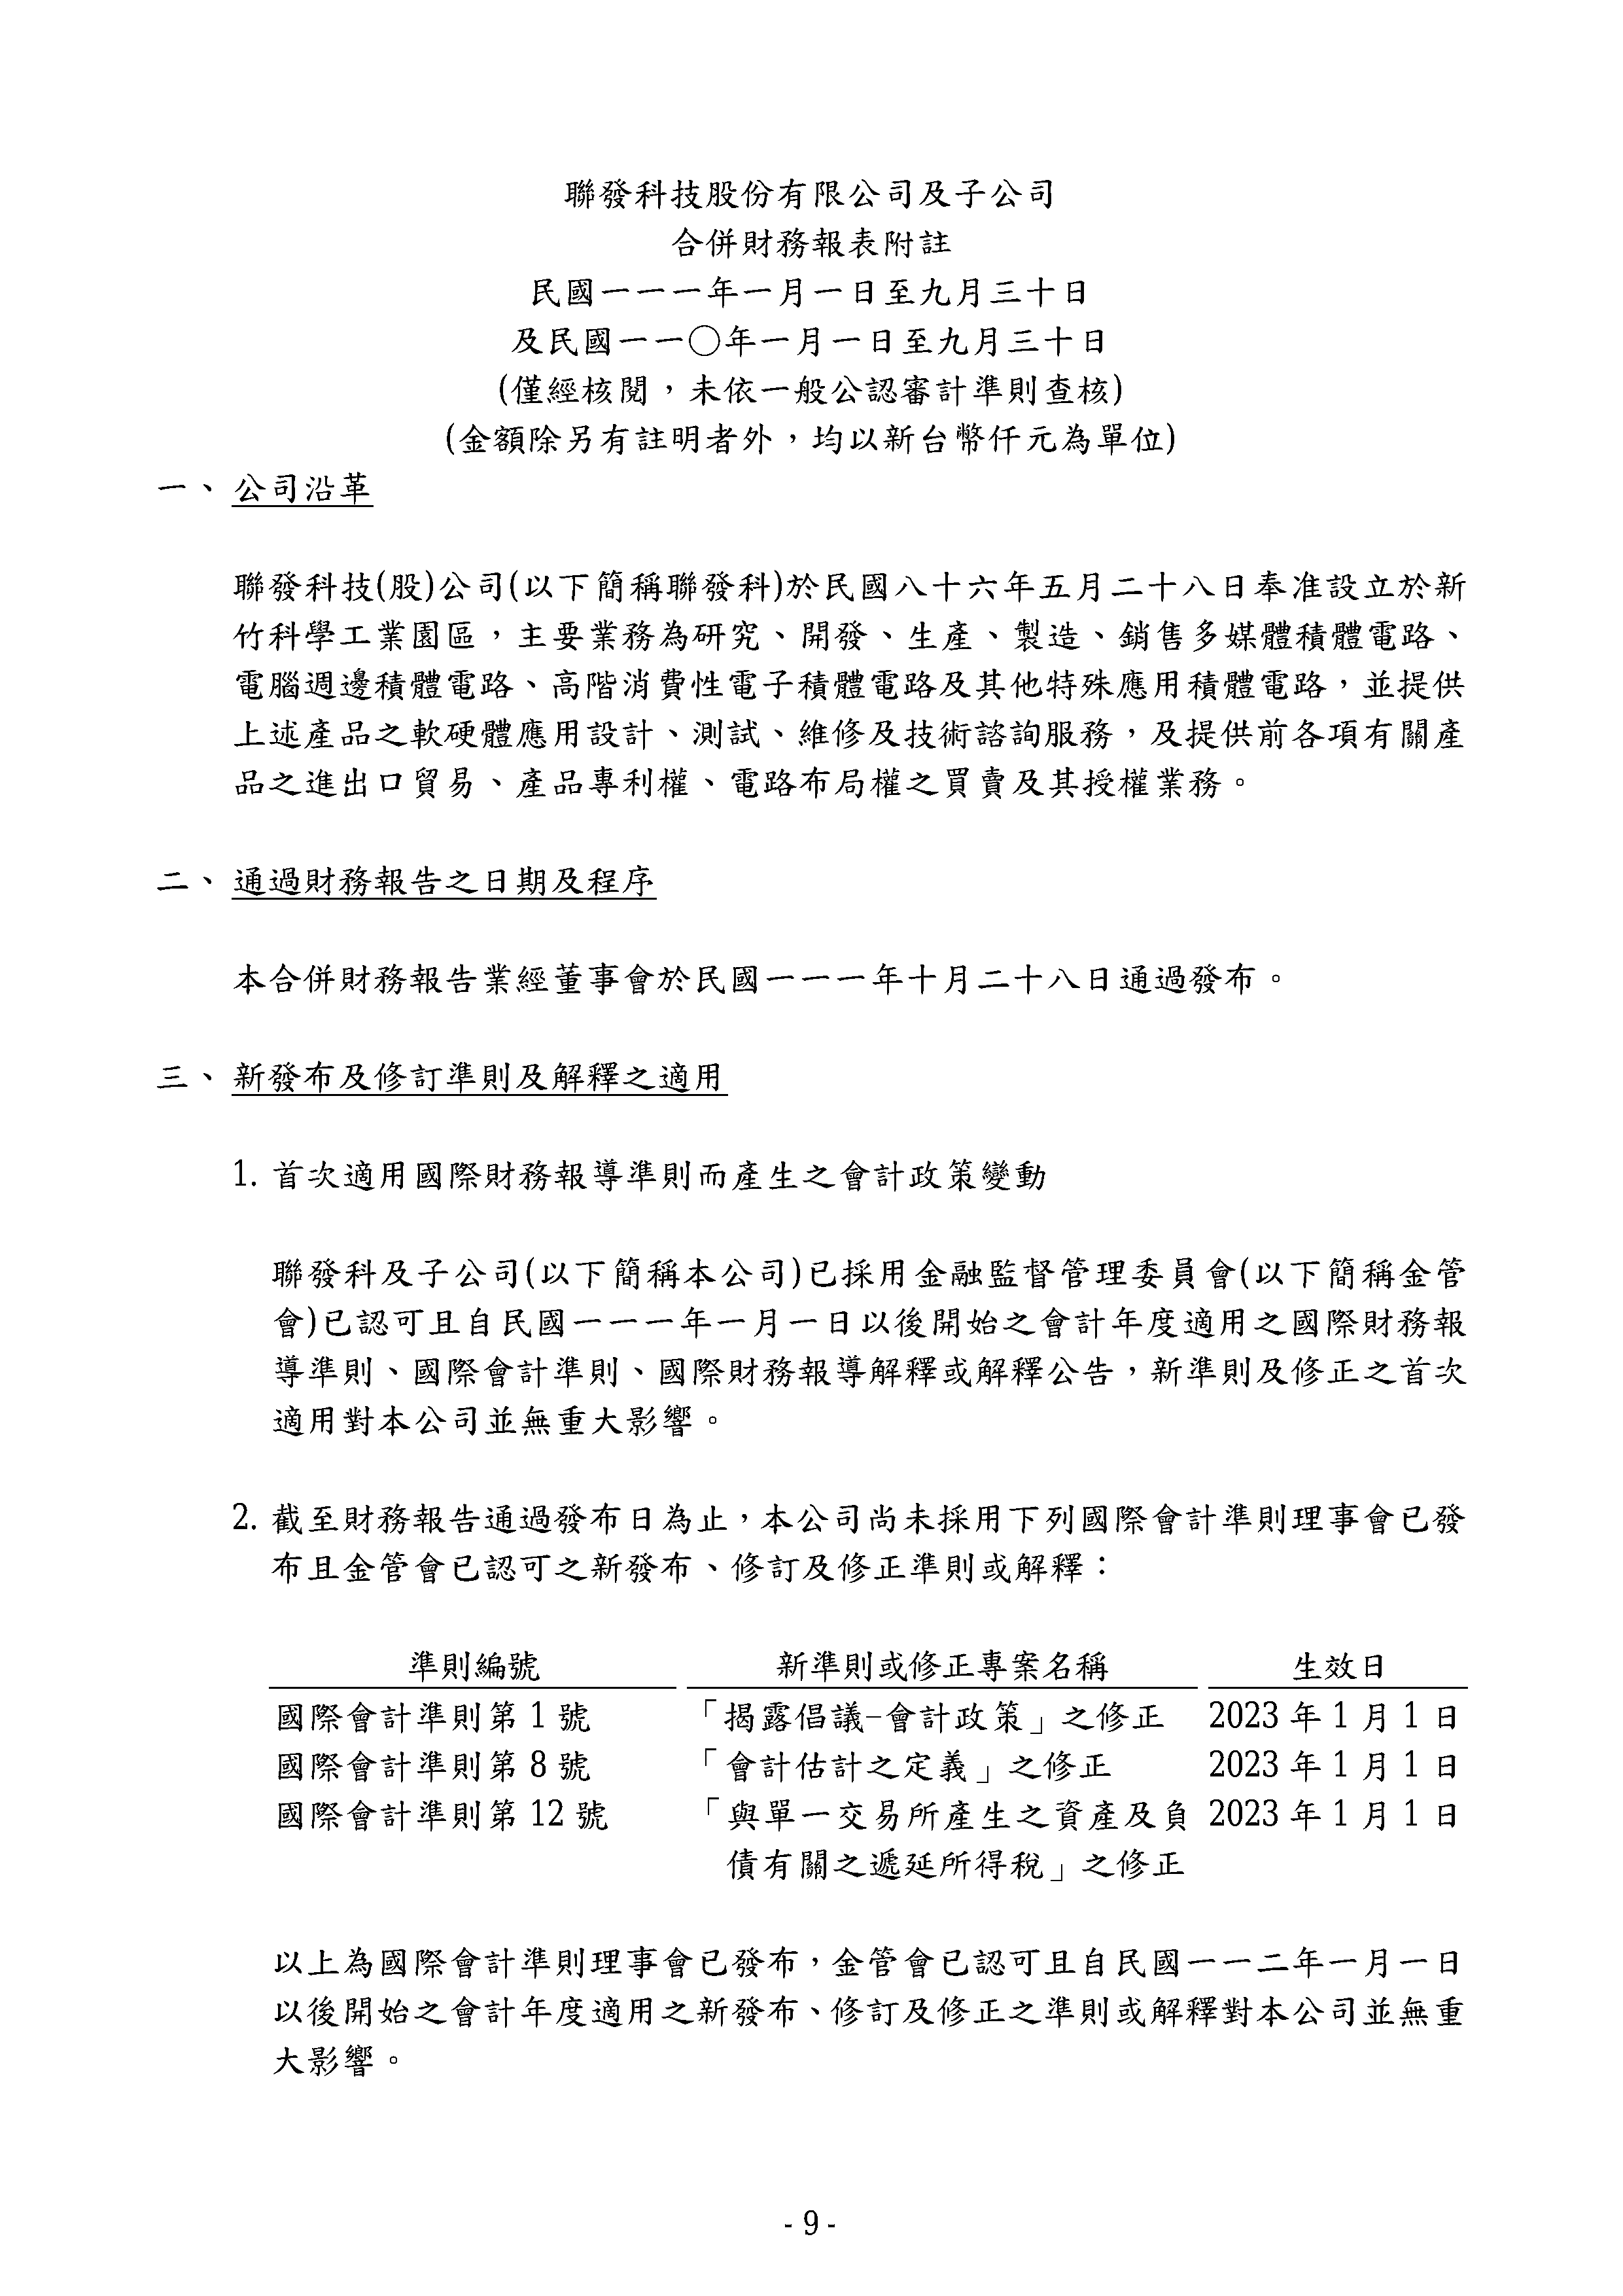 聯發科技股份有限公司及子公司
合併財務報表附註
民國一一一年一月一日至九月三十日
及民國一一〇年一月一日至九月三十日
(僅經核閱，未依一般公認審計準則查核)
(金額除另有註明者外，均以新台幣仟元為單位)
一、公司沿革
聯發科技(股)公司(以下簡稱聯發科)於民國八十六年五月二十八日奉准設立於新
竹科學工業園區，主要業務為研究、開發、生產、製造、銷售多媒體積體電路、
電腦週邊積體電路、高階消費性電子積體電路及其他特殊應用積體電路，並提供
上述產品之軟硬體應用設計、測試、維修及技術諮詢服務，及提供前各項有關產
品之進出口貿易、產品專利權、電路布局權之買賣及其授權業務。
二、通過財務報告之日期及程序
本合併財務報告業經董事會於民國一一一年十月二十八日通過發布。
三、新發布及修訂準則及解釋之適用
1. 首次適用國際財務報導準則而產生之會計政策變動
聯發科及子公司(以下簡稱本公司)已採用金融監督管理委員會(以下簡稱金管
會)已認可且自民國一一一年一月一日以後開始之會計年度適用之國際財務報
導準則、國際會計準則、國際財務報導解釋或解釋公告，新準則及修正之首次
適用對本公司並無重大影響。
2. 截至財務報告通過發布日為止，本公司尚未採用下列國際會計準則理事會已發
布且金管會已認可之新發布、修訂及修正準則或解釋：
準則編號 新準則或修正專案名稱 生效日
國際會計準則第 1 號 「揭露倡議–會計政策」之修正 2023 年 1 月 1 日
國際會計準則第 8 號 「會計估計之定義」之修正 2023 年 1 月 1 日
國際會計準則第 12 號 「與單一交易所產生之資產及負 2023 年 1 月 1 日
債有關之遞延所得稅」之修正
以上為國際會計準則理事會已發布，金管會已認可且自民國一一二年一月一日
以後開始之會計年度適用之新發布、修訂及修正之準則或解釋對本公司並無重
大影響。
- 9 -